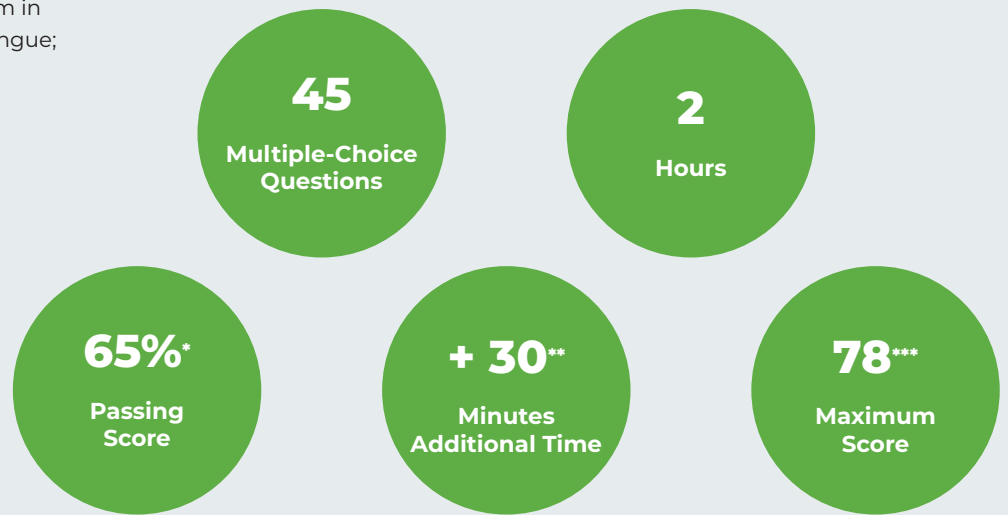 m in
ngue;
45
Multiple-Choice
Questions
2
Hours
65%*
Passing
Score
+ 30**
Minutes
Additional Time
78***
Maximum
Score